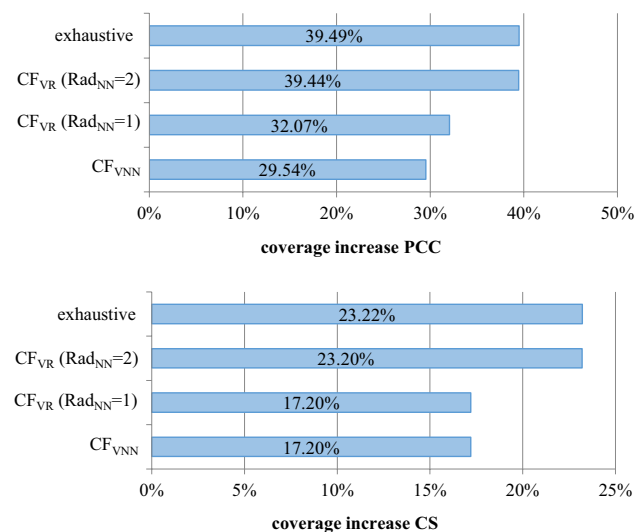 exhaustive 39.49%
CF_VR (Rad_NN=2) 39.44%
CF_VR (Rad_NN=1) 32.07%
CF_VNN 29.54%
0% 10% 20% 30% 40% 50%
coverage increase PCC
exhaustive 23.22%
CF_VR (Rad_NN=2) 23.20%
CF_VR (Rad_NN=1) 17.20%
CF_VNN 17.20%
0% 5% 10% 15% 20% 25%
coverage increase CS